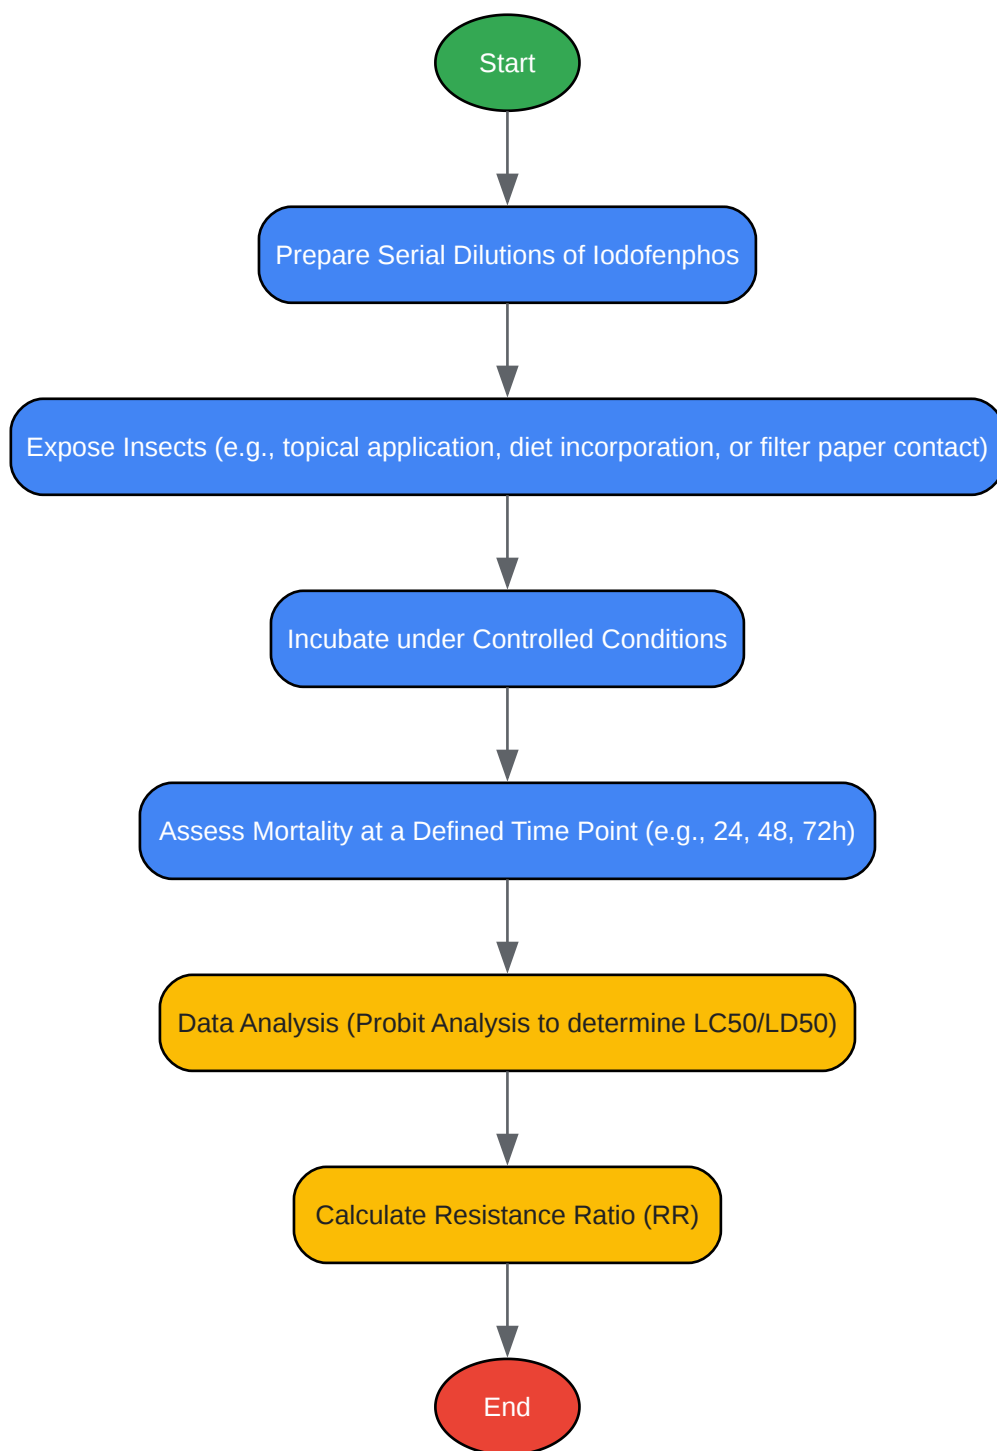 Start
Prepare Serial Dilutions of Iodofenphos
Expose Insects (e.g., topical application, diet incorporation, or filter paper contact)
Incubate under Controlled Conditions
Assess Mortality at a Defined Time Point (e.g., 24, 48, 72h)
Data Analysis (Probit Analysis to determine LC50/LD50)
Calculate Resistance Ratio (RR)
End